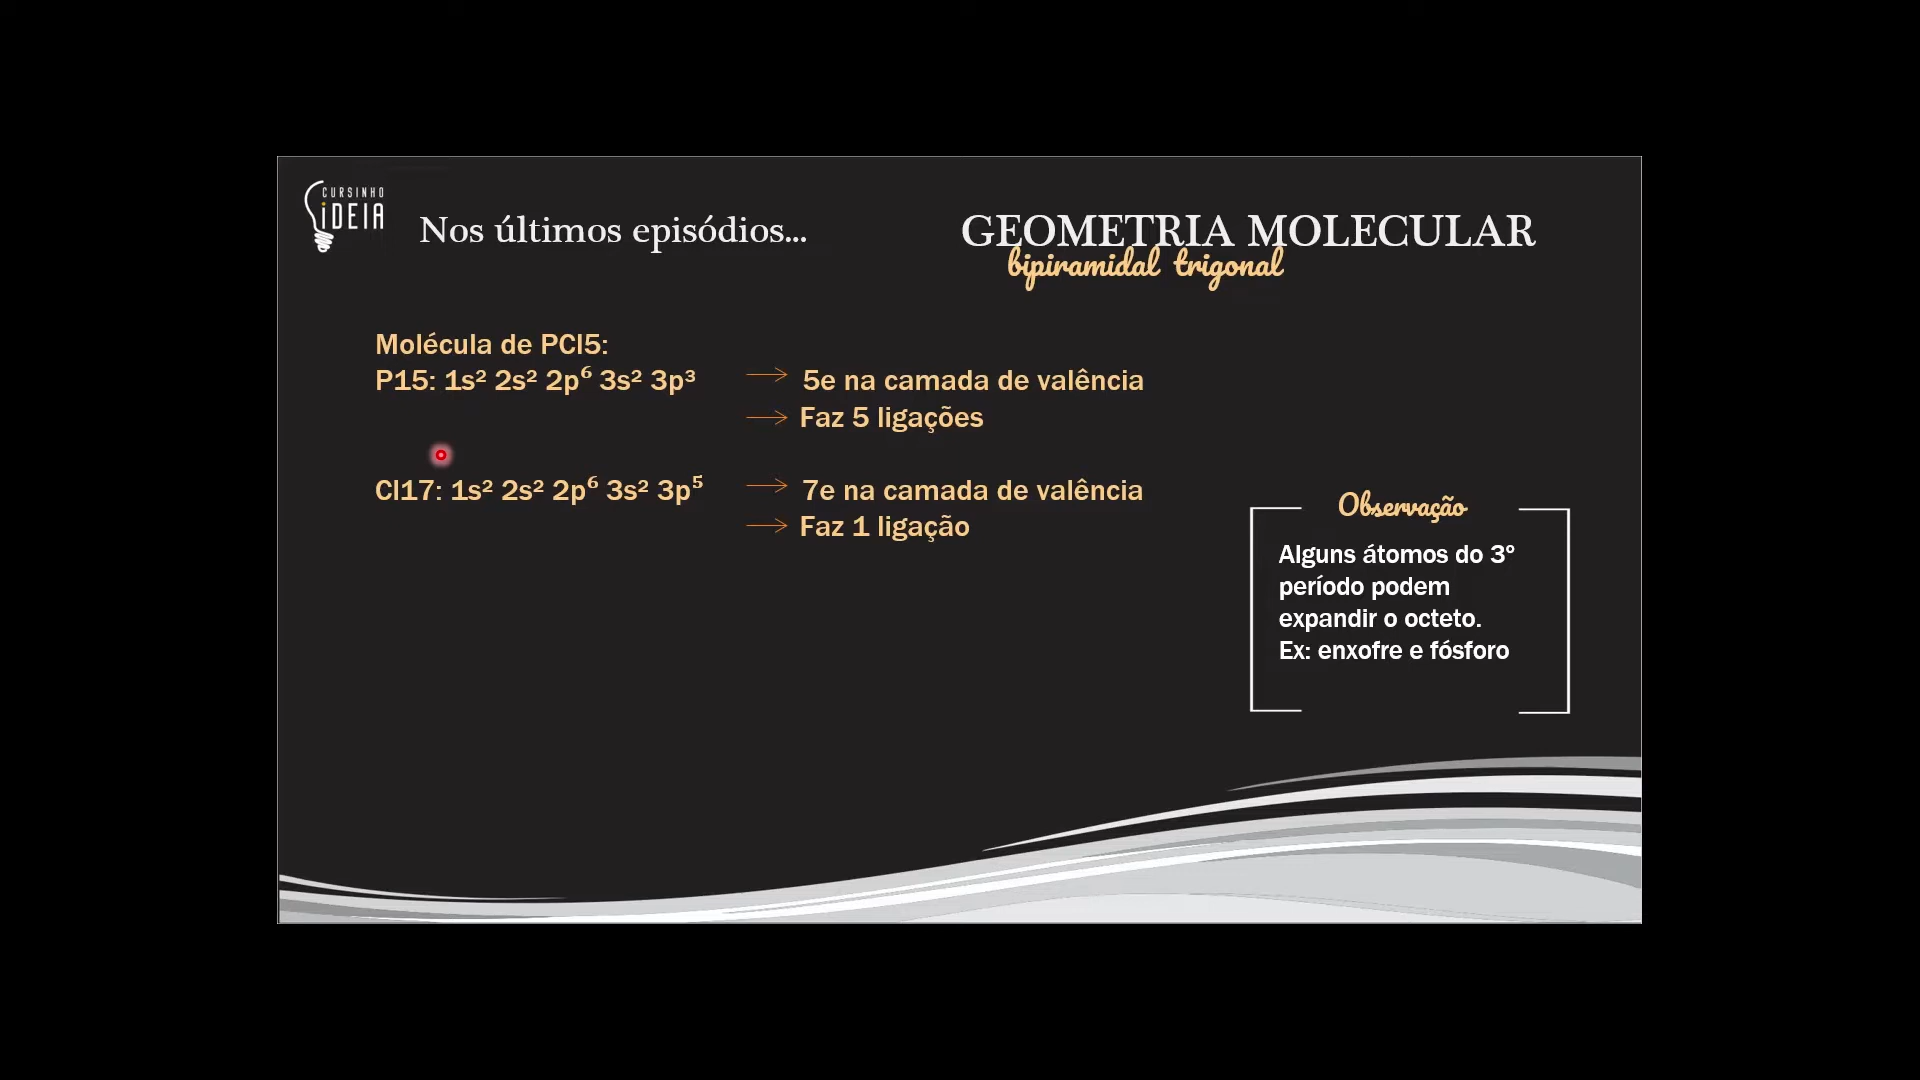 CURSINHO
iDEIA
Nos últimos episódios...
GEOMETRIA MOLECULAR
bipiramidal trigonal
Molécula de PCl5:
P15: 1s² 2s² 2p⁶ 3s² 3p³
5e na camada de valência
Faz 5 ligações
Cl17: 1s² 2s² 2p⁶ 3s² 3p⁵
7e na camada de valência
Faz 1 ligação
Observação
Alguns átomos do 3º
período podem
expandir o octeto.
Ex: enxofre e fósforo